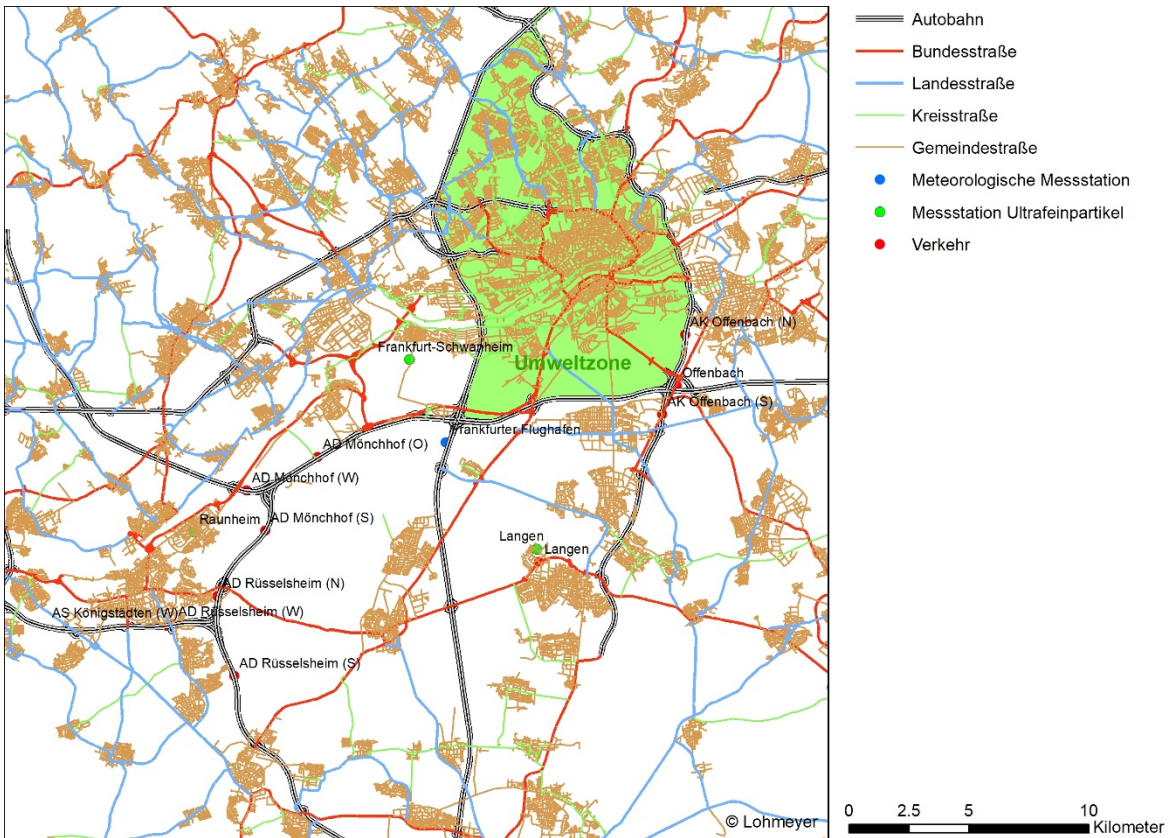 Autobahn
Bundesstraße
Landesstraße
Kreisstraße
Gemeindestraße
Meteorologische Messstation
Messstation Ultrafeinpartikel
Verkehr
AK Offenbach (N)
Frankfurt-Schwanheim
Umweltzone
Offenbach
AK Offenbach (S)
Frankfurter Flughafen
AD Mönchhof (O)
AD Mönchhof (W)
Raunheim
AD Mönchhof (S)
Langen
Langen
AD Rüsselsheim (N)
AS Königstädten (W)
AD Rüsselsheim (W)
AD Rüsselsheim (S)
© Lohmeyer
0 2.5 5 10
Kilometer